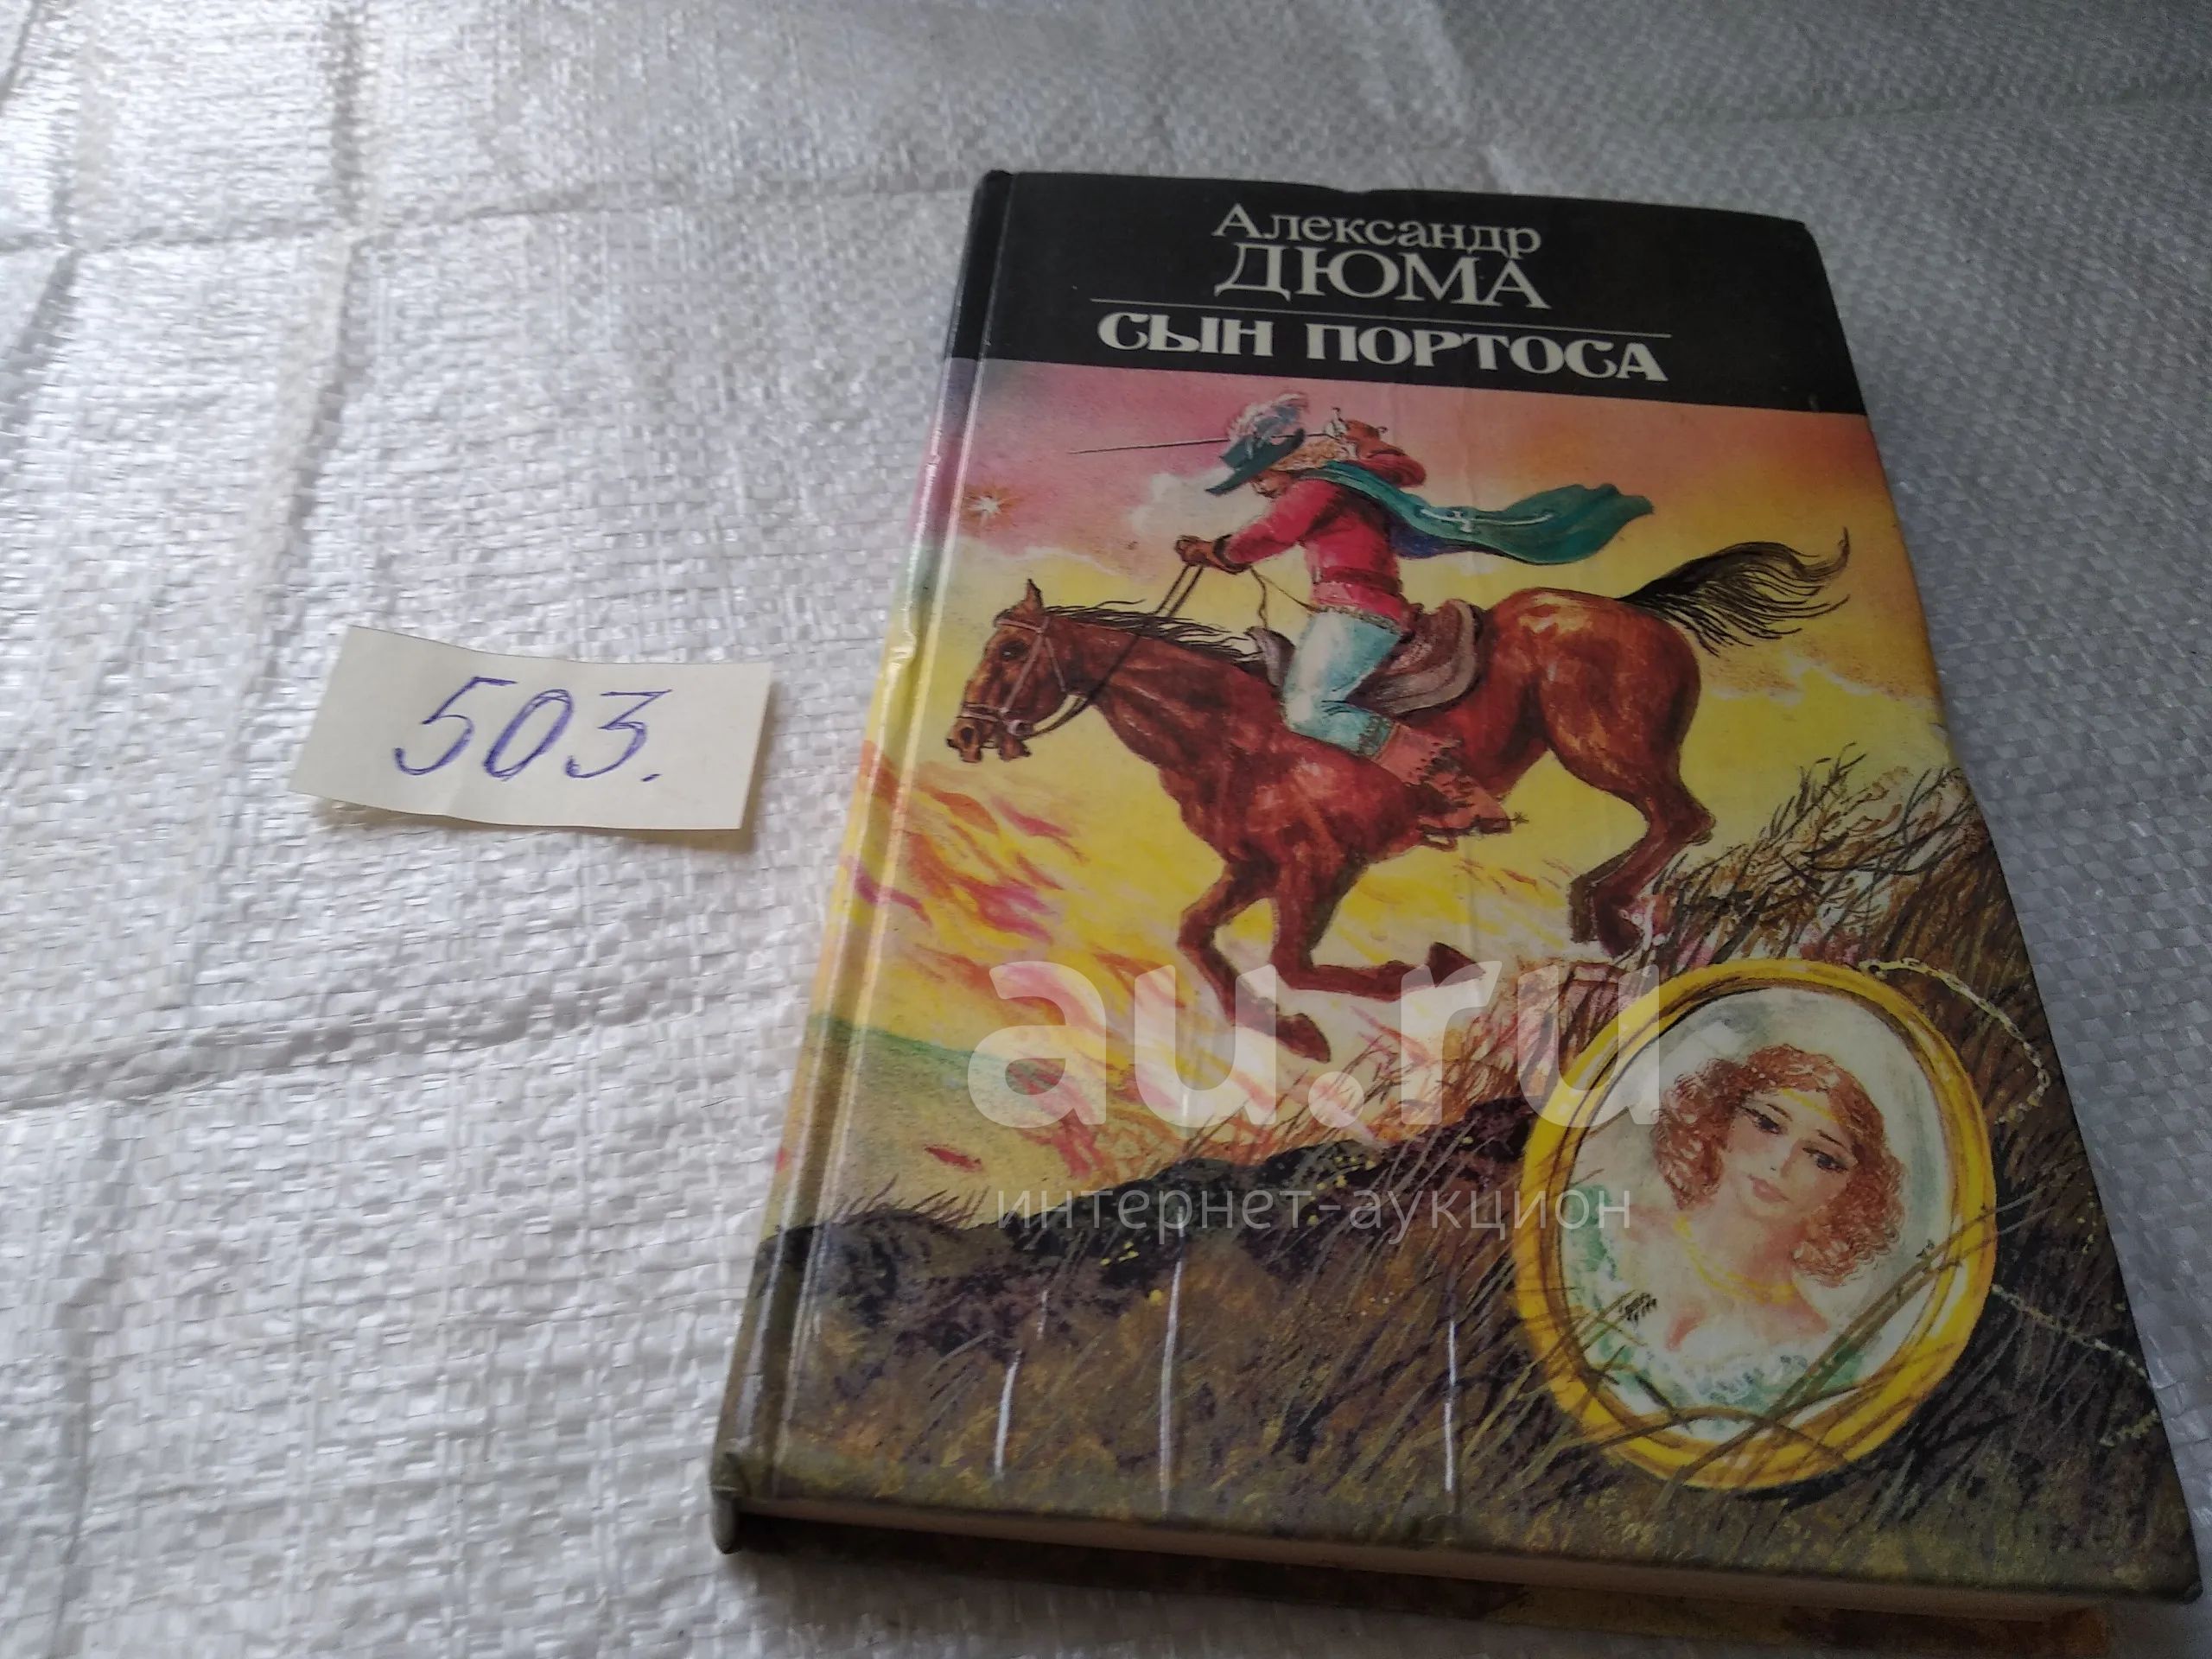 Александр
ДЮМА
СЫН ПОРТОСА
503.
au.ru
интернет-аукцион